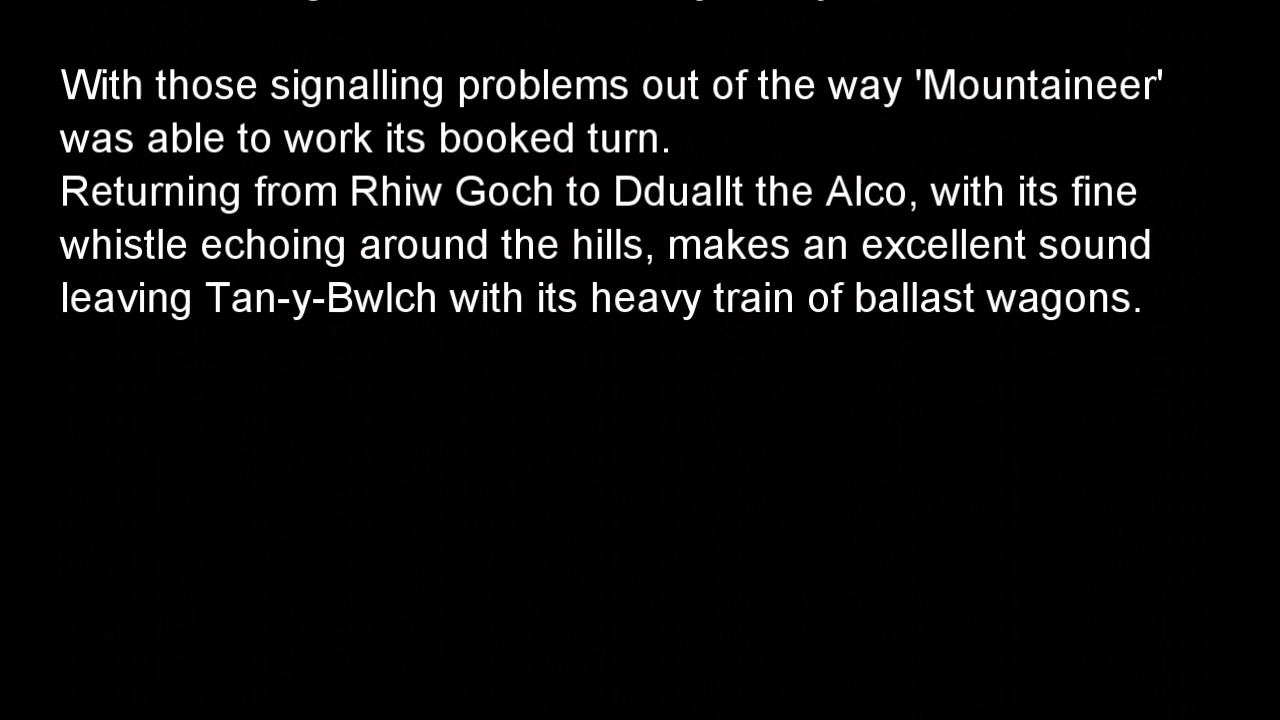 With those signalling problems out of the way 'Mountaineer'
was able to work its booked turn.
Returning from Rhiw Goch to Dduallt the Alco, with its fine
whistle echoing around the hills, makes an excellent sound
leaving Tan-y-Bwlch with its heavy train of ballast wagons.